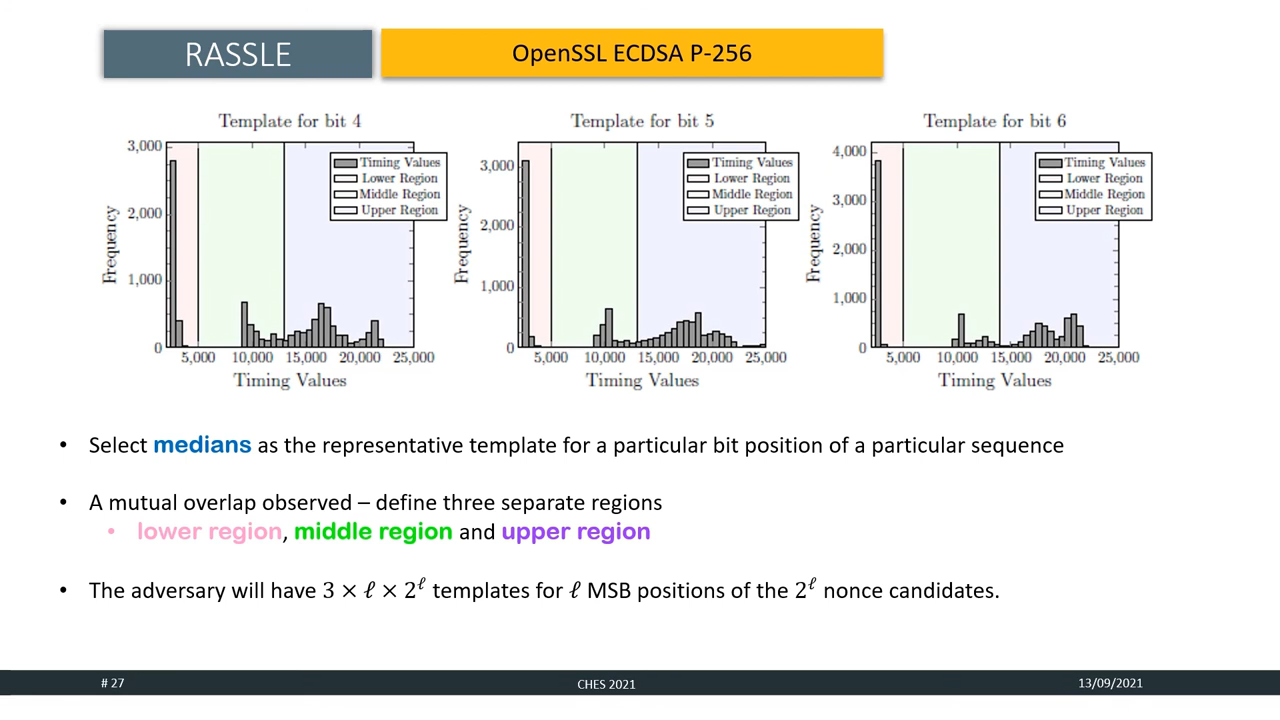 RASSLE
OpenSSL ECDSA P-256
Template for bit 4
3,000
2,000
1,000
0
Frequency
Timing Values
Lower Region
Middle Region
Upper Region
5,000 10,000 15,000 20,000 25,000
Timing Values
Template for bit 5
3,000
2,000
1,000
0
Frequency
Timing Values
Lower Region
Middle Region
Upper Region
5,000 10,000 15,000 20,000 25,000
Timing Values
Template for bit 6
4,000
3,000
2,000
1,000
0
Frequency
Timing Values
Lower Region
Middle Region
Upper Region
5,000 10,000 15,000 20,000 25,000
Timing Values
• Select medians as the representative template for a particular bit position of a particular sequence
• A mutual overlap observed – define three separate regions
• lower region, middle region and upper region
• The adversary will have 3 × ℓ × 2^ℓ templates for ℓ MSB positions of the 2^ℓ nonce candidates.
# 27
CHES 2021
13/09/2021